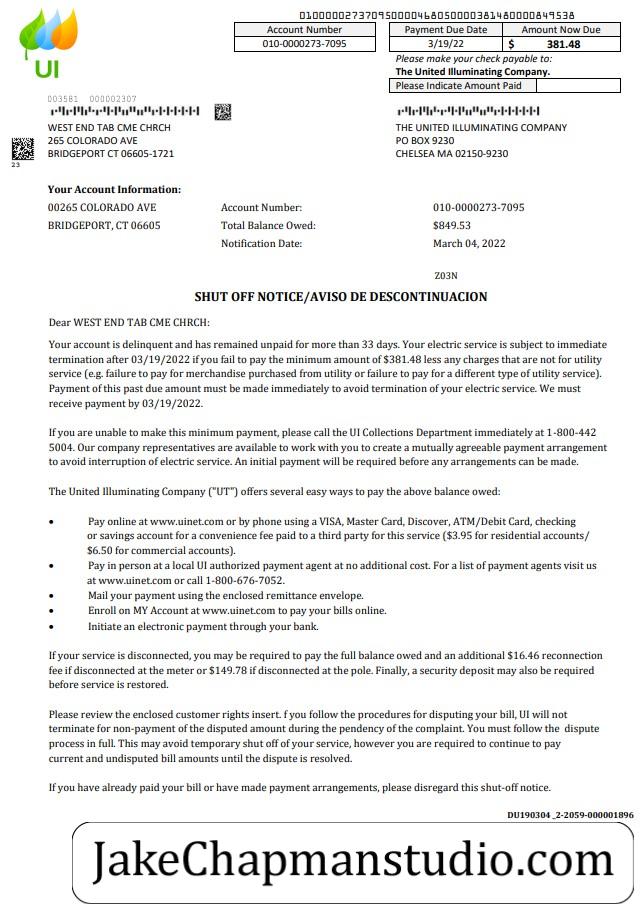 010000027370950000468050000381480000849538
Account Number
010-0000273-7095
Payment Due Date
3/19/22
Amount Now Due
$ 381.48
Please make your check payable to:
The United Illuminating Company.
Please Indicate Amount Paid
UI
003581 000002307
WEST END TAB CME CHRCH
265 COLORADO AVE
BRIDGEPORT CT 06605-1721
THE UNITED ILLUMINATING COMPANY
PO BOX 9230
CHELSEA MA 02150-9230
23
Your Account Information:
00265 COLORADO AVE Account Number: 010-0000273-7095
BRIDGEPORT, CT 06605 Total Balance Owed: $849.53
Notification Date: March 04, 2022
Z03N
SHUT OFF NOTICE/AVISO DE DESCONTINUACION
Dear WEST END TAB CME CHRCH:
Your account is delinquent and has remained unpaid for more than 33 days. Your electric service is subject to immediate
termination after 03/19/2022 if you fail to pay the minimum amount of $381.48 less any charges that are not for utility
service (e.g. failure to pay for merchandise purchased from utility or failure to pay for a different type of utility service).
Payment of this past due amount must be made immediately to avoid termination of your electric service. We must
receive payment by 03/19/2022.
If you are unable to make this minimum payment, please call the UI Collections Department immediately at 1-800-442
5004. Our company representatives are available to work with you to create a mutually agreeable payment arrangement
to avoid interruption of electric service. An initial payment will be required before any arrangements can be made.
The United Illuminating Company ("UT") offers several easy ways to pay the above balance owed:
• Pay online at www.uinet.com or by phone using a VISA, Master Card, Discover, ATM/Debit Card, checking
or savings account for a convenience fee paid to a third party for this service ($3.95 for residential accounts/
$6.50 for commercial accounts).
• Pay in person at a local UI authorized payment agent at no additional cost. For a list of payment agents visit us
at www.uinet.com or call 1-800-676-7052.
• Mail your payment using the enclosed remittance envelope.
• Enroll on MY Account at www.uinet.com to pay your bills online.
• Initiate an electronic payment through your bank.
If your service is disconnected, you may be required to pay the full balance owed and an additional $16.46 reconnection
fee if disconnected at the meter or $149.78 if disconnected at the pole. Finally, a security deposit may also be required
before service is restored.
Please review the enclosed customer rights insert. f you follow the procedures for disputing your bill, UI will not
terminate for non-payment of the disputed amount during the pendency of the complaint. You must follow the dispute
process in full. This may avoid temporary shut off of your service, however you are required to continue to pay
current and undisputed bill amounts until the dispute is resolved.
If you have already paid your bill or have made payment arrangements, please disregard this shut-off notice.
DU190304 _2-2059-000001896
JakeChapmanstudio.com